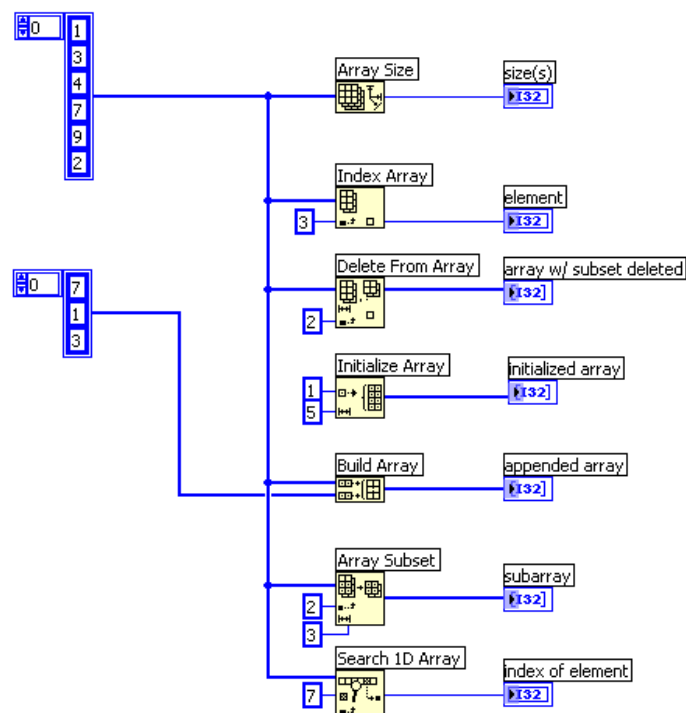 0
1
3
4
7
9
2
Array Size
size(s)
I32
Index Array
element
3
I32
0
7
1
3
Delete From Array
array w/ subset deleted
2
I32
Initialize Array
initialized array
1
5
I32
Build Array
appended array
I32
Array Subset
subarray
2
3
I32
Search 1D Array
index of element
7
I32